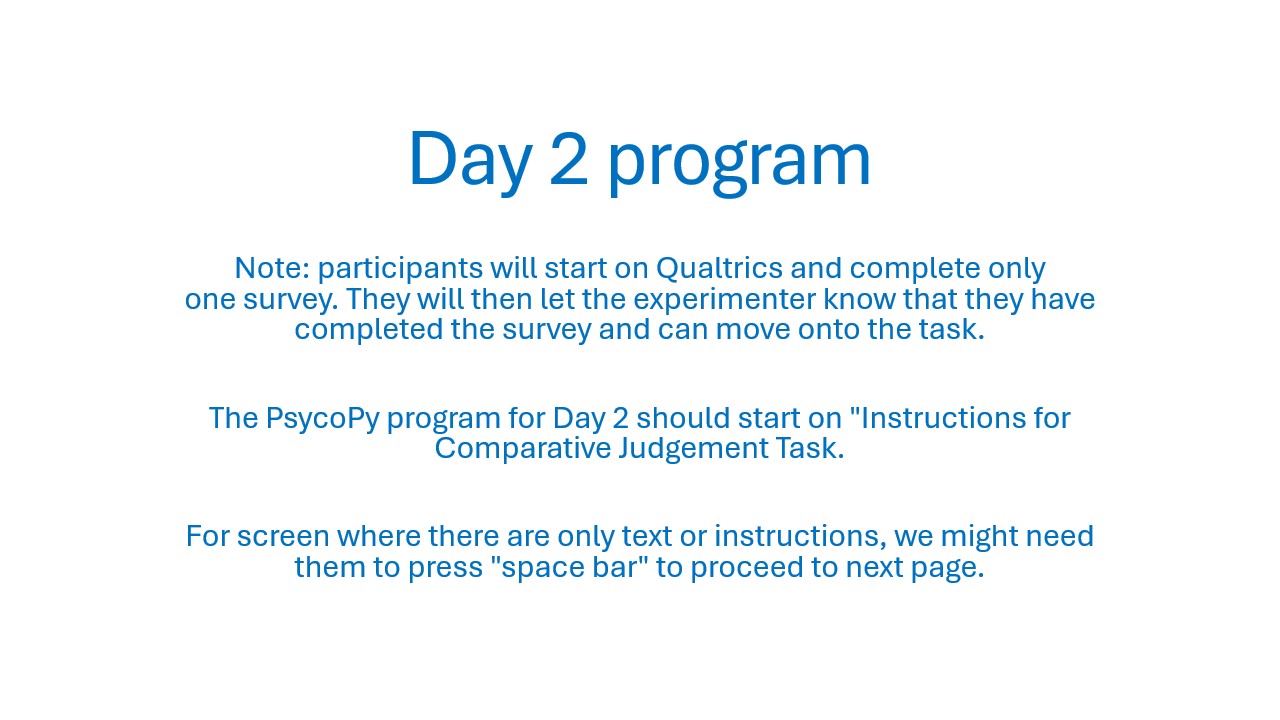 Day 2 program
Note: participants will start on Qualtrics and complete only
one survey. They will then let the experimenter know that they have
completed the survey and can move onto the task.
The PsycoPy program for Day 2 should start on "Instructions for
Comparative Judgement Task.
For screen where there are only text or instructions, we might need
them to press "space bar" to proceed to next page.